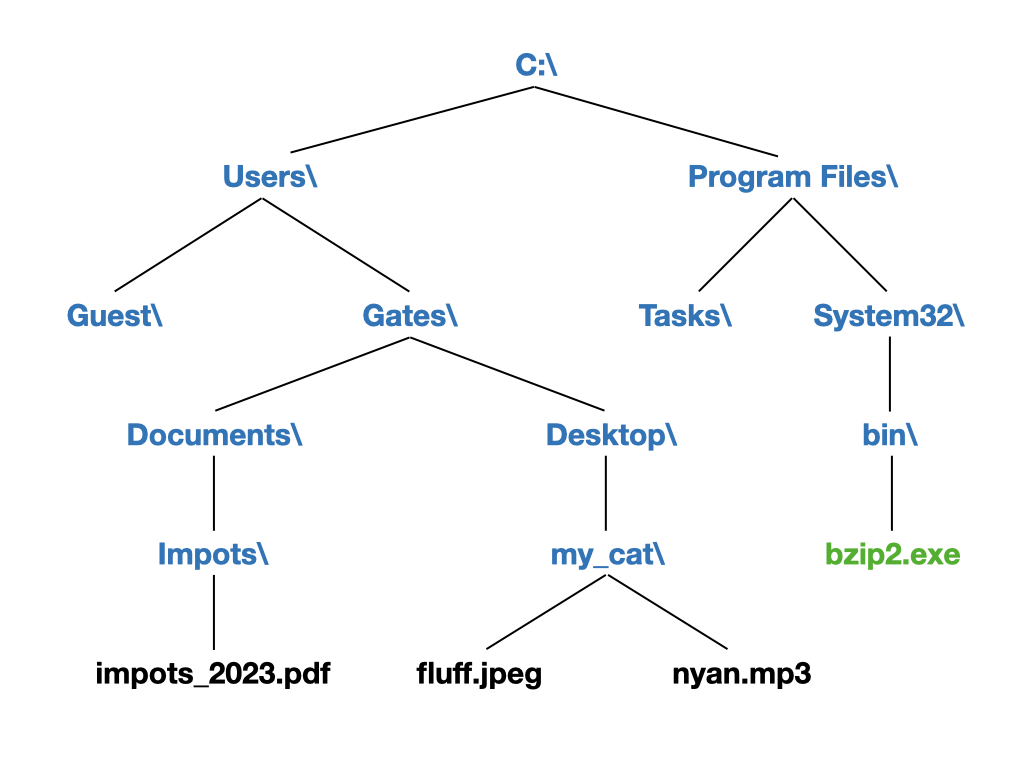 C:\
Users\
Program Files\
Guest\
Gates\
Tasks\
System32\
Documents\
Desktop\
bin\
Impots\
my_cat\
bzip2.exe
impots_2023.pdf
fluff.jpeg
nyan.mp3